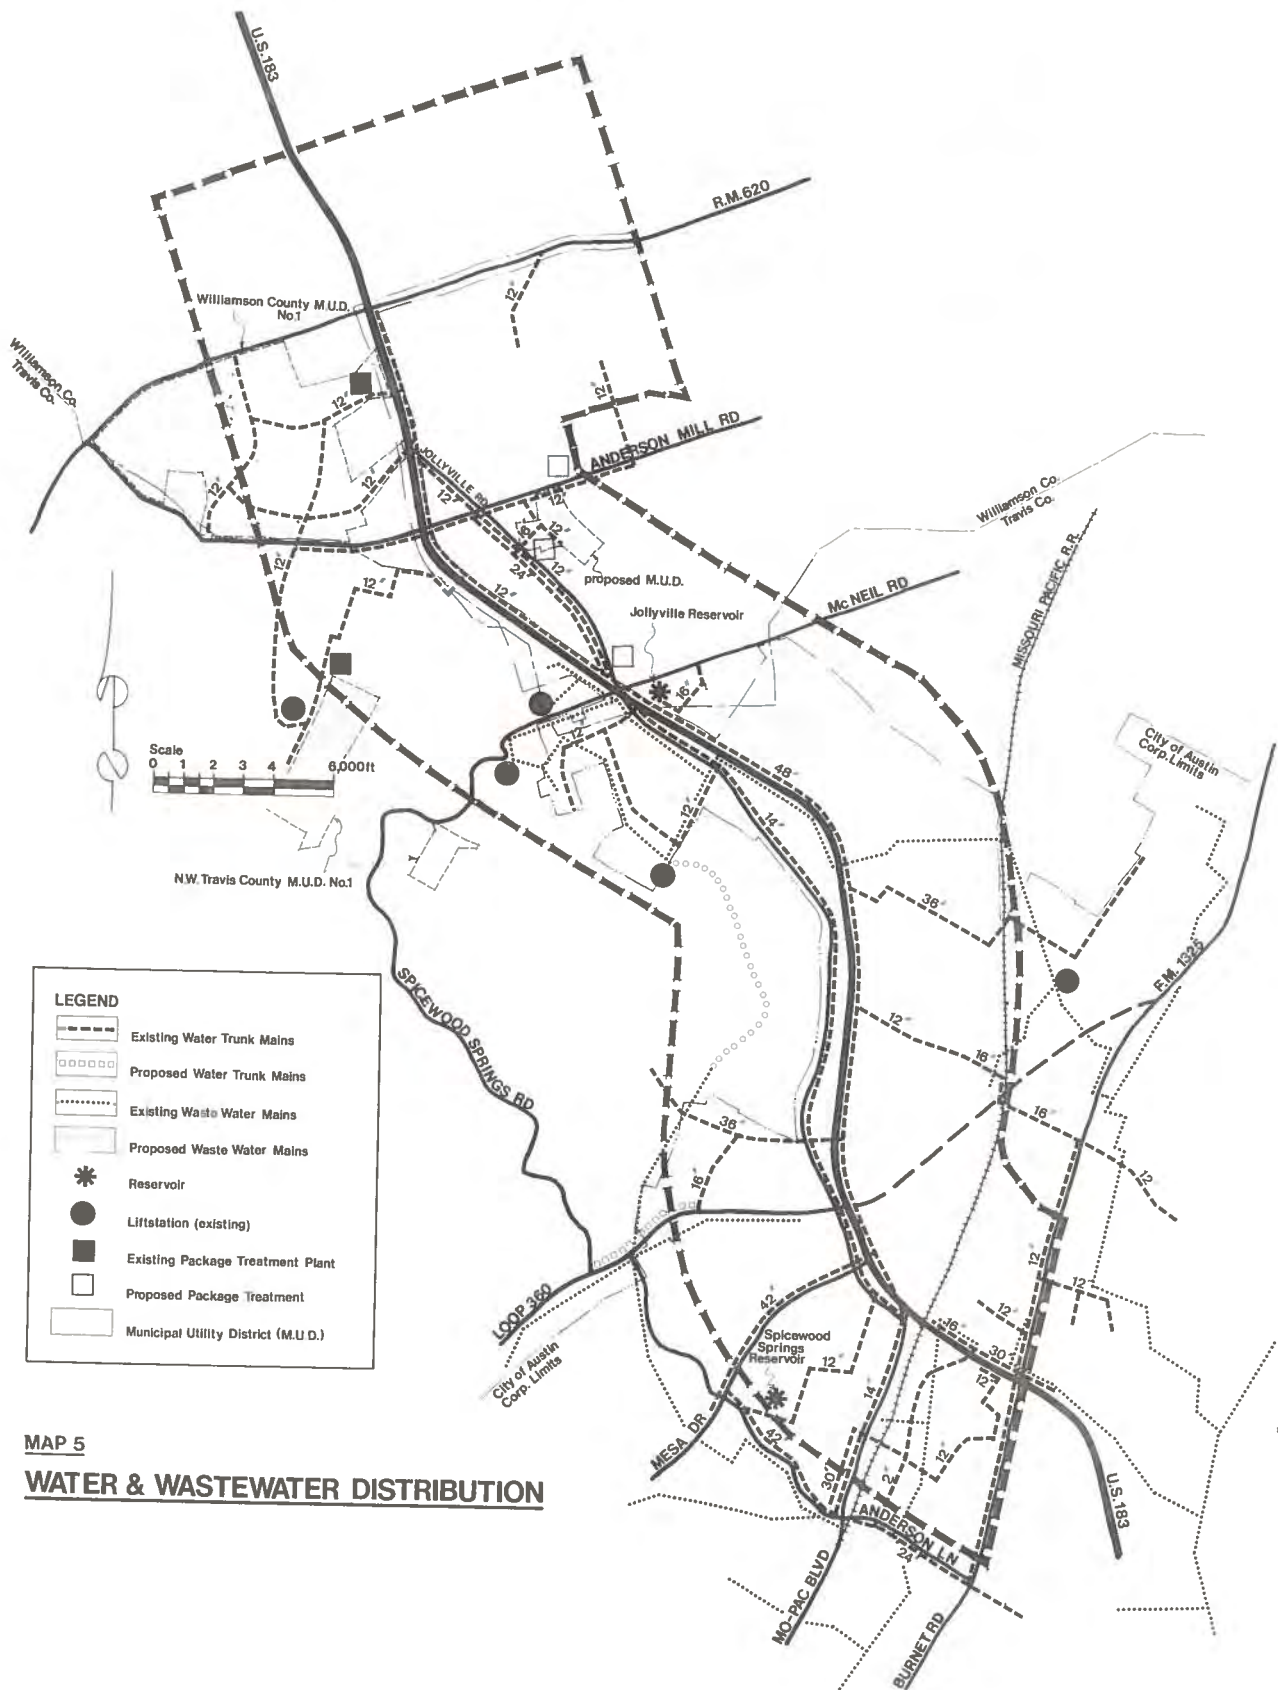 U.S.183
R.M.620
12"
Williamson County M.U.D.
No.1
Williamson Co.
Travis Co.
12"
12"
ANDERSON MILL RD
JOLLYVILLE RD
12"
12"
12"
12"
12"
8"
12"
24"
12"
proposed M.U.D.
12"
12"
12"
Williamson Co.
Travis Co.
MISSOURI PACIFIC R.R.
McNEIL RD
Jollyville Reservoir
16"
12"
City of Austin
Corp. Limits
Scale
0 1 2 3 4 6,000ft
48"
14"
12"
N.W. Travis County M.U.D. No.1
36"
F.M. 1325
SPICEWOOD SPRINGS RD
12"
16"
16"
12"
36"
16"
LEGEND
Existing Water Trunk Mains
Proposed Water Trunk Mains
Existing Waste Water Mains
Proposed Waste Water Mains
Reservoir
Liftstation (existing)
Existing Package Treatment Plant
Proposed Package Treatment
Municipal Utility District (M.U.D.)
12"
12"
LOOP 360
42"
12"
16"
30"
Spicewood
Springs
Reservoir
12"
City of Austin
Corp. Limits
14"
12"
MESA DR
42"
12"
30"
12"
U.S.183
ANDERSON LN
24"
MO-PAC BLVD
BURNET RD
MAP 5
WATER & WASTEWATER DISTRIBUTION